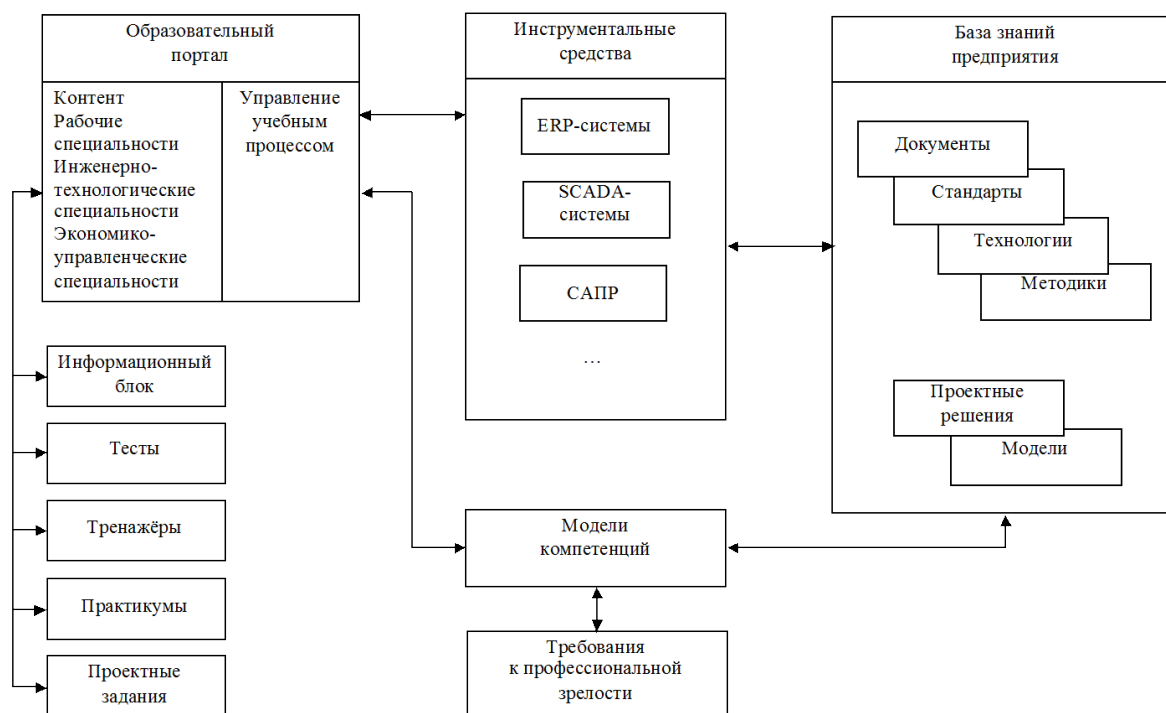 Образовательный
портал
Контент
Рабочие
специальности
Инженерно-
технологические
специальности
Экономико-
управленческие
специальности
Управление
учебным
процессом
Информационный
блок
Тесты
Тренажёры
Практикумы
Проектные
задания
Инструментальные
средства
ERP-системы
SCADA-
системы
САПР
...
Модели
компетенций
Требования
к профессиональной
зрелости
База знаний
предприятия
Документы
Стандарты
Технологии
Методики
Проектные
решения
Модели